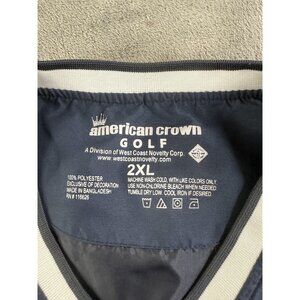 american crown
GOLF
A Division of West Coast Novelty Corp.
www.westcoastnovelty.com
2XL
100% POLYESTER
EXCLUSIVE OF DECORATION
MADE IN BANGLADESH
RN # 116628
MACHINE WASH COLD, WITH LIKE COLORS ONLY
USE NON-CHLORINE BLEACH WHEN NEEDED
TUMBLE DRY LOW. COOL IRON IF DESIRED